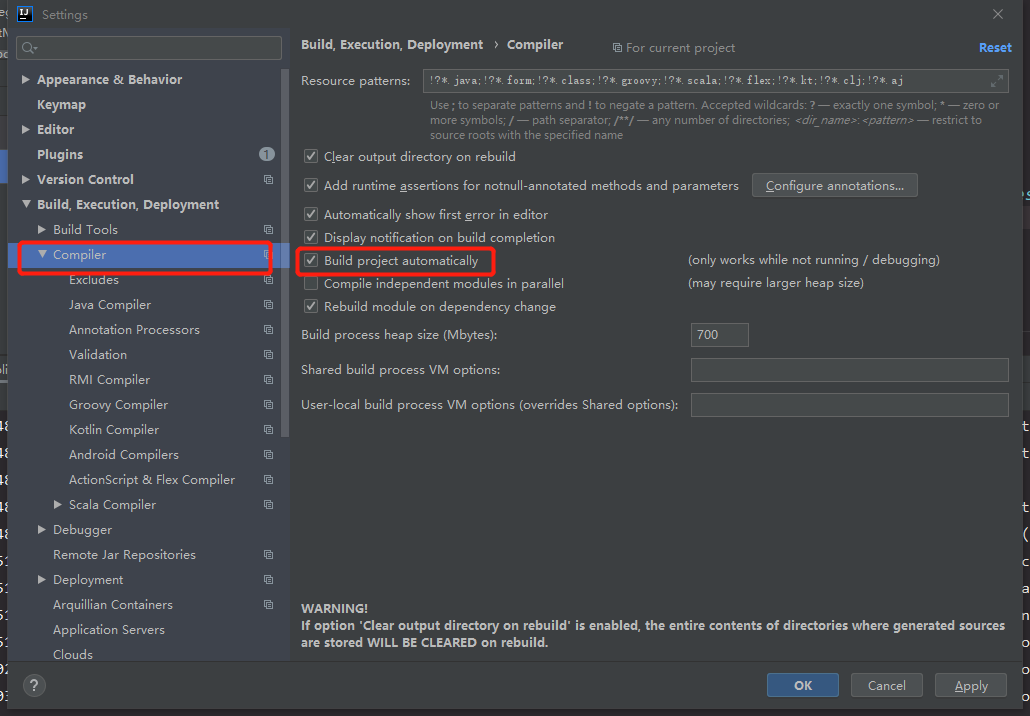 Settings
Build, Execution, Deployment › Compiler
For current project
Reset
Appearance & Behavior
Keymap
Editor
Plugins
1
Version Control
Build, Execution, Deployment
Build Tools
Compiler
Excludes
Java Compiler
Annotation Processors
Validation
RMI Compiler
Groovy Compiler
Kotlin Compiler
Android Compilers
ActionScript & Flex Compiler
Scala Compiler
Debugger
Remote Jar Repositories
Deployment
Arquillian Containers
Application Servers
Clouds
Resource patterns:
!?*.java;!?*.form;!?*.class;!?*.groovy;!?*.scala;!?*.flex;!?*.kt;!?*.clj;!?*.aj
Use ; to separate patterns and ! to negate a pattern. Accepted wildcards: ? — exactly one symbol; * — zero or
more symbols; / — path separator; /**/ — any number of directories; <dir_name>:<pattern> — restrict to
source roots with the specified name
Clear output directory on rebuild
Add runtime assertions for notnull-annotated methods and parameters
Configure annotations...
Automatically show first error in editor
Display notification on build completion
Build project automatically
(only works while not running / debugging)
Compile independent modules in parallel
(may require larger heap size)
Rebuild module on dependency change
Build process heap size (Mbytes):
700
Shared build process VM options:
User-local build process VM options (overrides Shared options):
WARNING!
If option 'Clear output directory on rebuild' is enabled, the entire contents of directories where generated sources
are stored WILL BE CLEARED on rebuild.
?
OK
Cancel
Apply